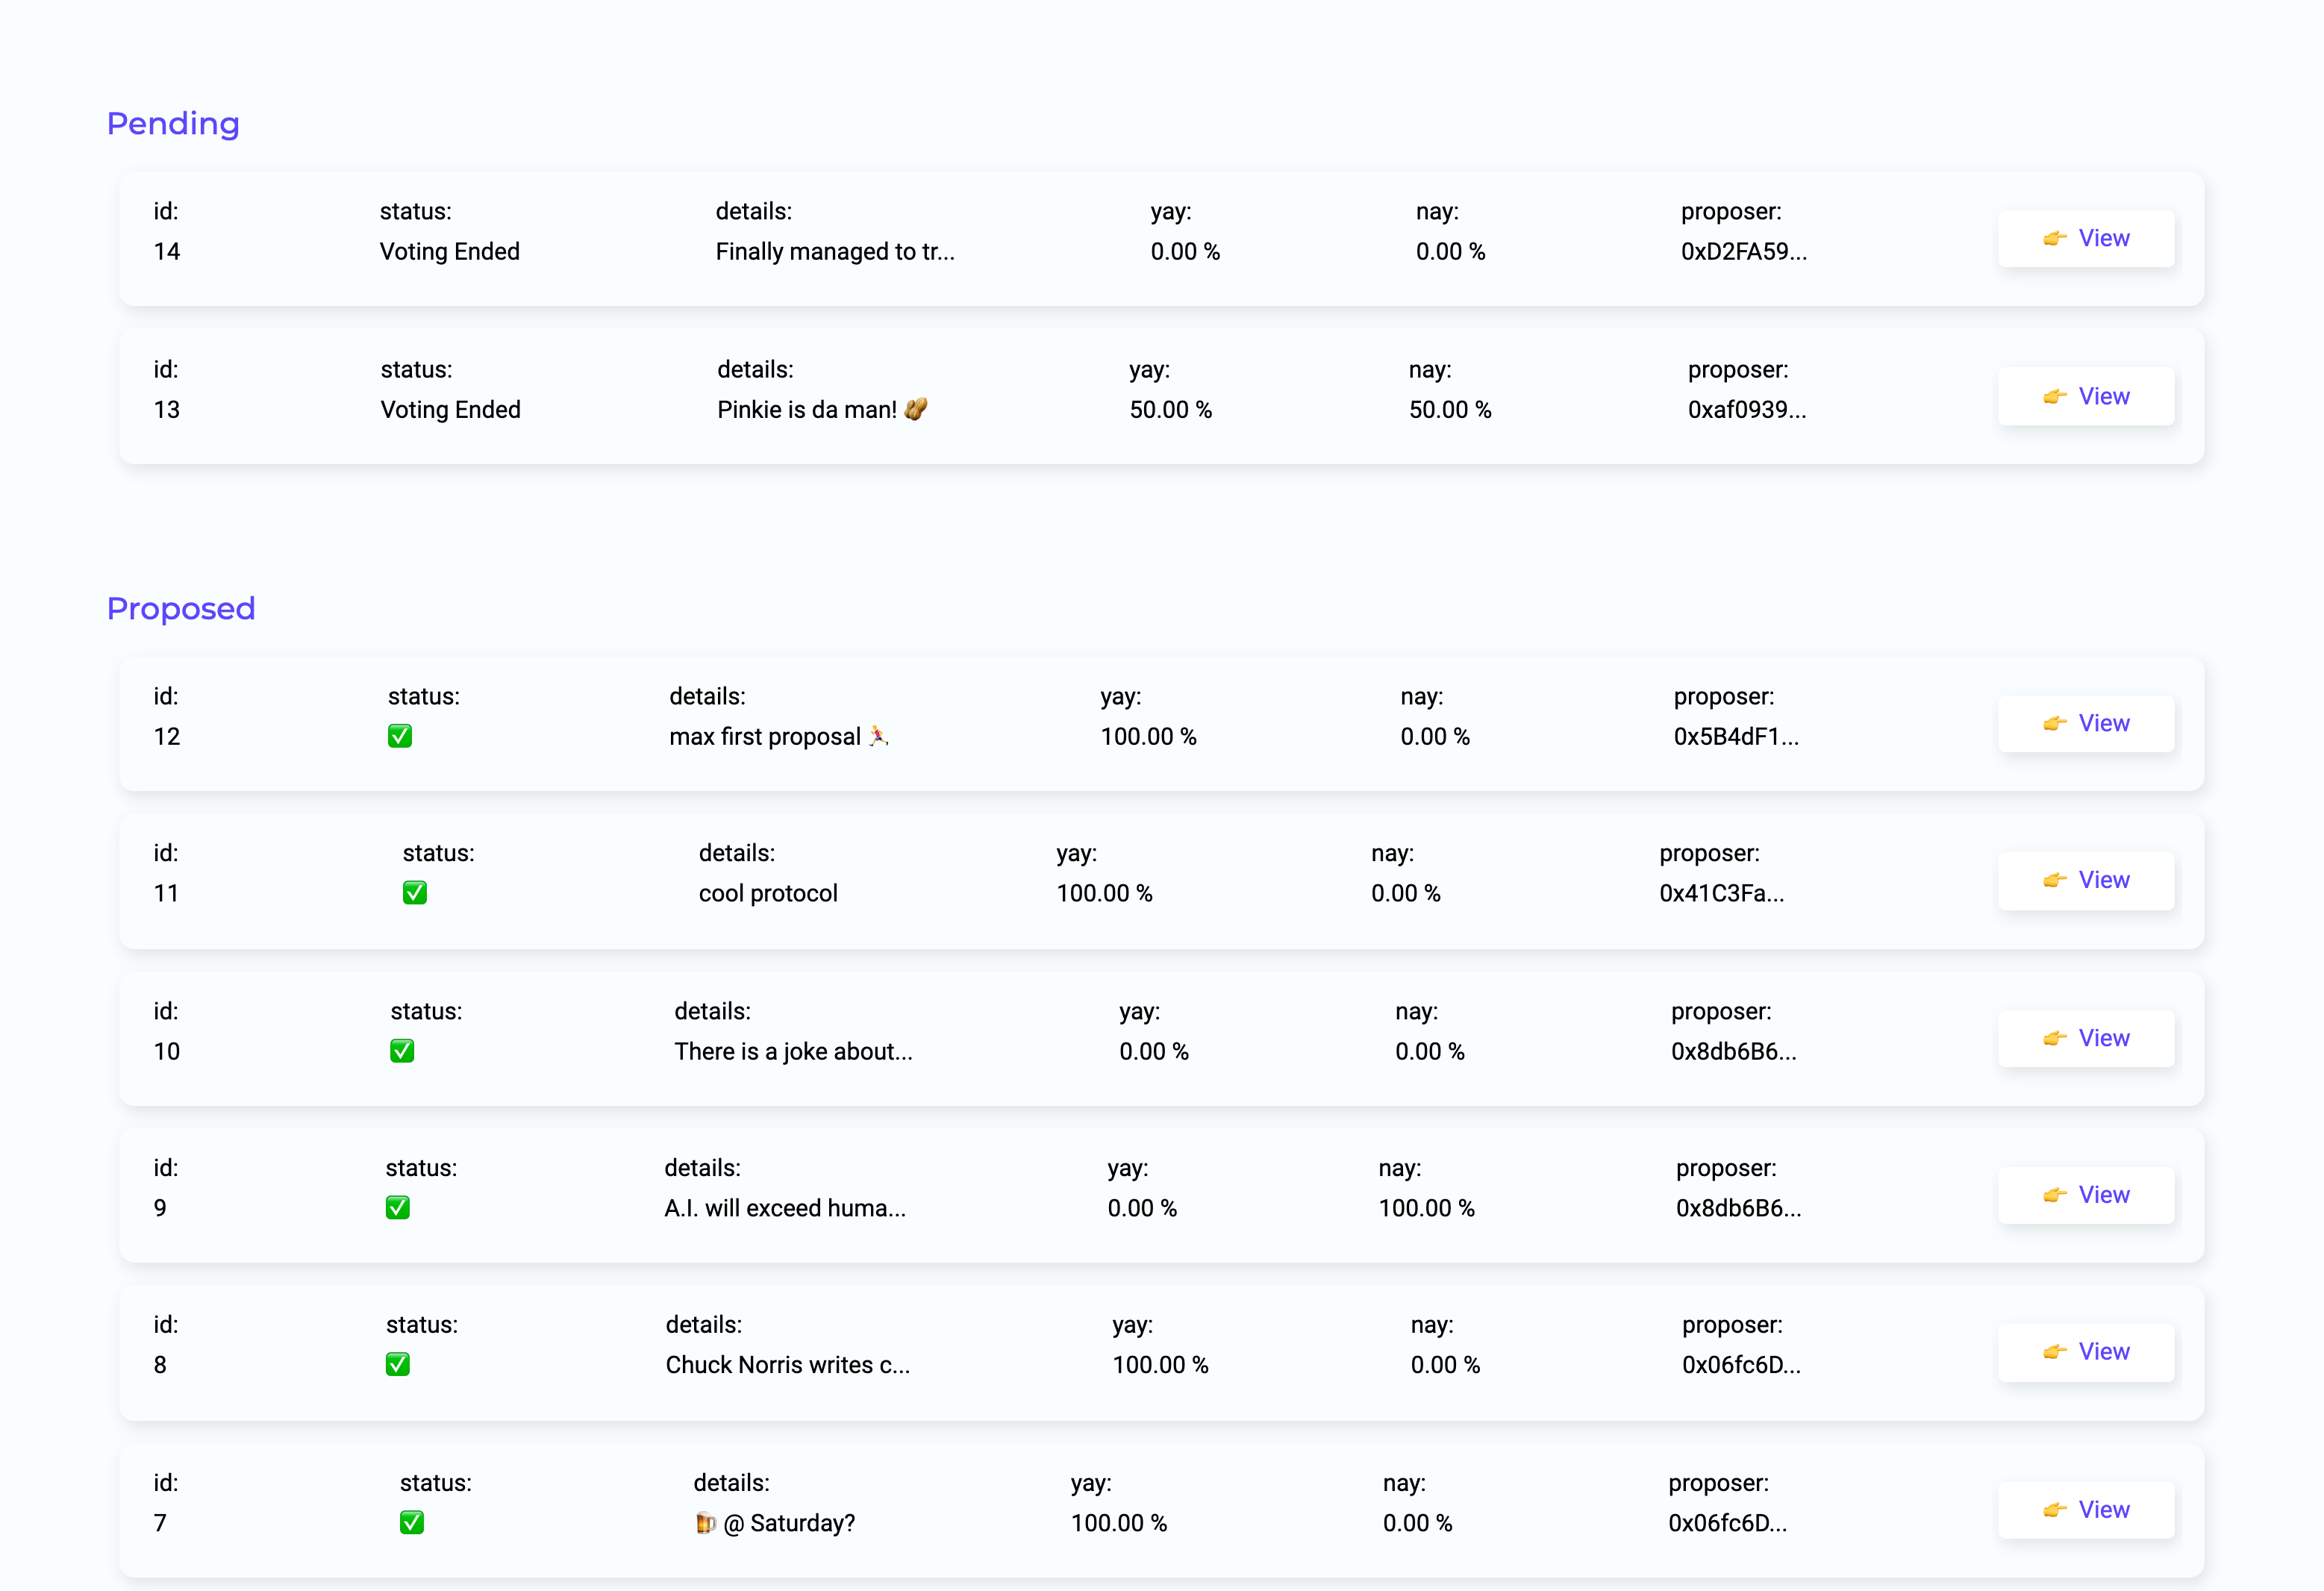 Pending
id: status: details: yay: nay: proposer:
14 Voting Ended Finally managed to tr... 0.00 % 0.00 % 0xD2FA59... 👉 View
id: status: details: yay: nay: proposer:
13 Voting Ended Pinkie is da man! 🥜 50.00 % 50.00 % 0xaf0939... 👉 View
Proposed
id: status: details: yay: nay: proposer:
12 ✅ max first proposal 🏃‍♀️ 100.00 % 0.00 % 0x5B4dF1... 👉 View
id: status: details: yay: nay: proposer:
11 ✅ cool protocol 100.00 % 0.00 % 0x41C3Fa... 👉 View
id: status: details: yay: nay: proposer:
10 ✅ There is a joke about... 0.00 % 0.00 % 0x8db6B6... 👉 View
id: status: details: yay: nay: proposer:
9 ✅ A.I. will exceed huma... 0.00 % 100.00 % 0x8db6B6... 👉 View
id: status: details: yay: nay: proposer:
8 ✅ Chuck Norris writes c... 100.00 % 0.00 % 0x06fc6D... 👉 View
id: status: details: yay: nay: proposer:
7 ✅ 🍺 @ Saturday? 100.00 % 0.00 % 0x06fc6D... 👉 View